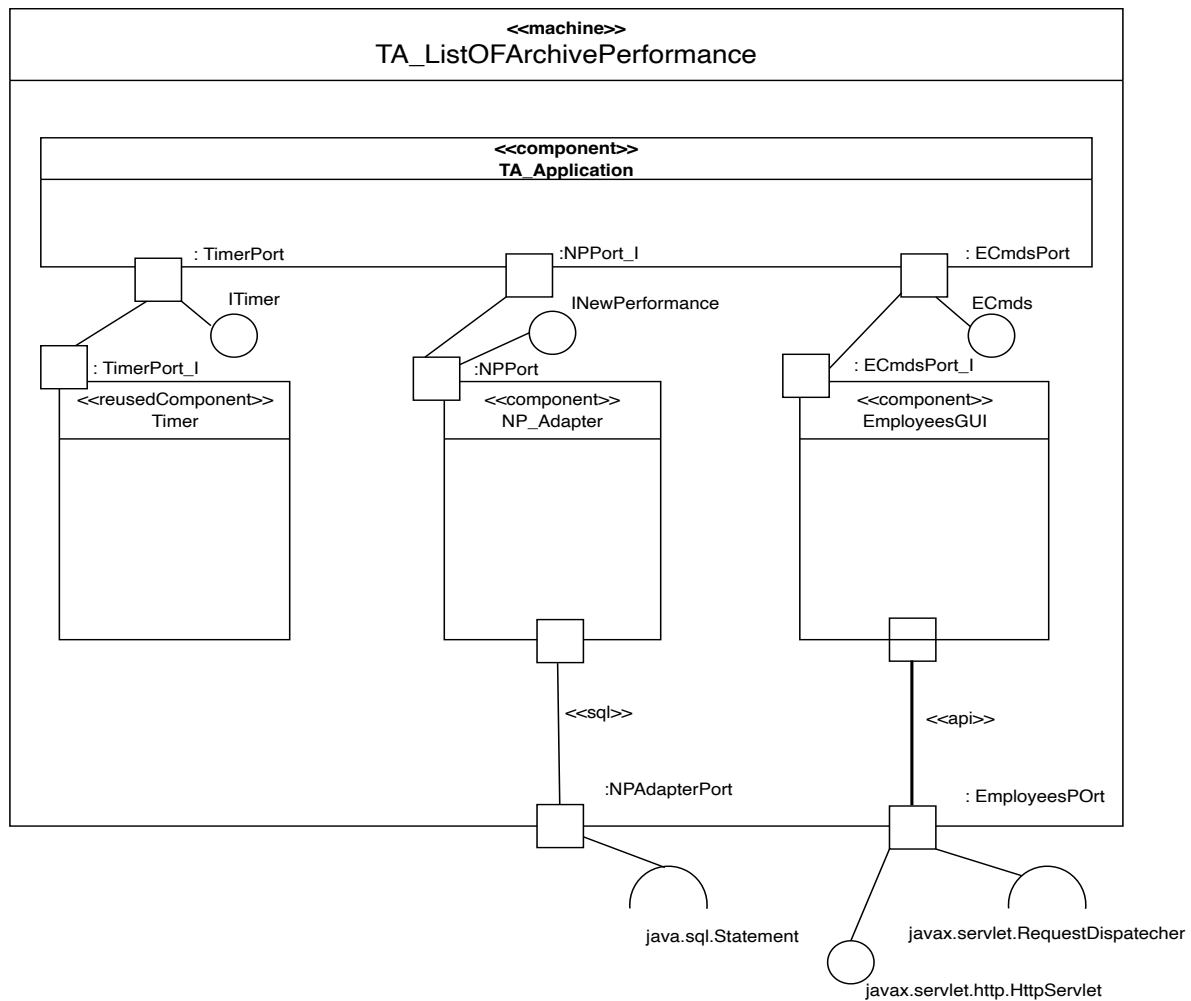 <<machine>>
TA_ListOFArchivePerformance
<<component>>
TA_Application
: TimerPort
:NPPort_I
: ECmdsPort
ITimer
INewPerformance
ECmds
: TimerPort_I
:NPPort
: ECmdsPort_I
<<reusedComponent>>
Timer
<<component>>
NP_Adapter
<<component>>
EmployeesGUI
<<sql>>
<<api>>
:NPAdapterPort
: EmployeesPOrt
java.sql.Statement
javax.servlet.RequestDispatecher
javax.servlet.http.HttpServlet